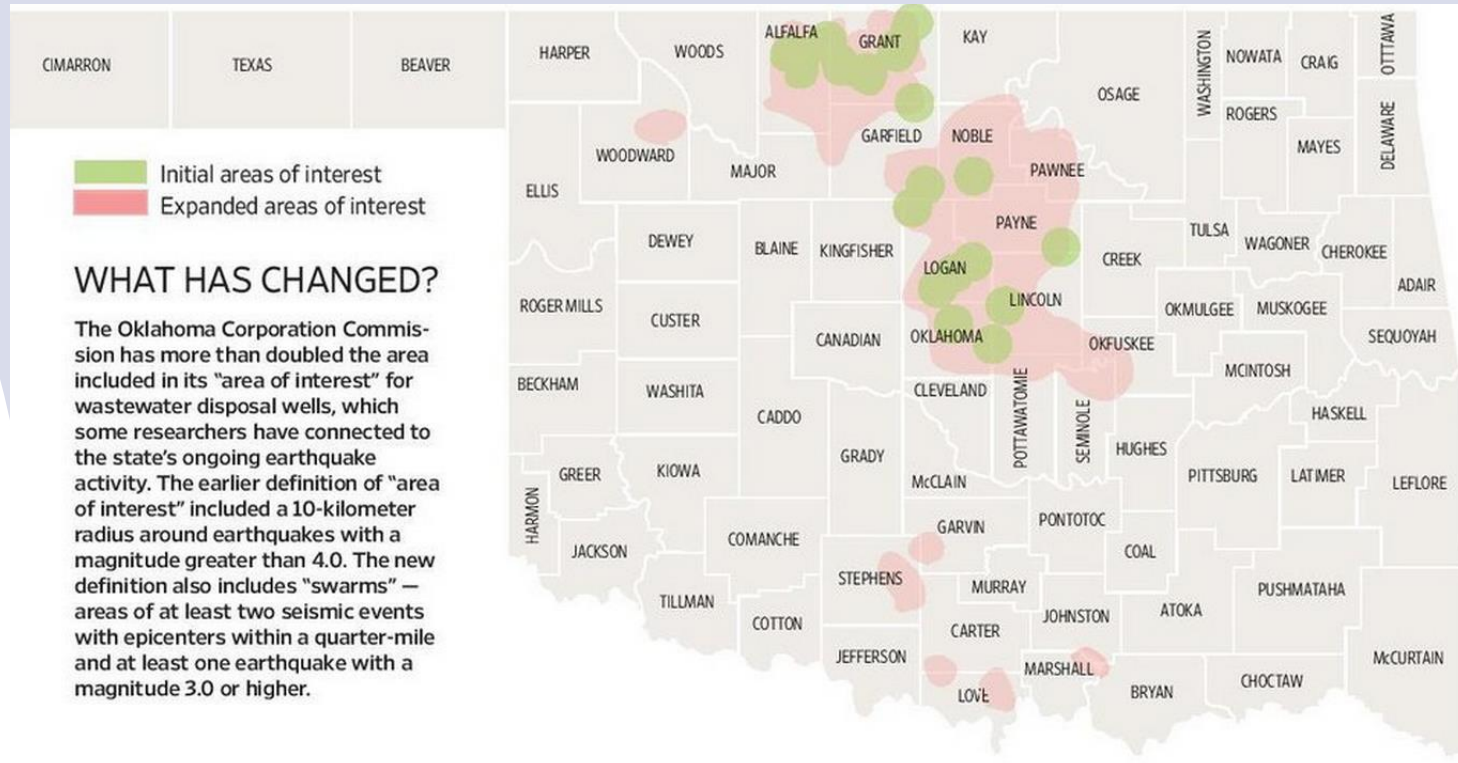 CIMARRON
TEXAS
BEAVER
HARPER
WOODS
ALFALFA
GRANT
KAY
OSAGE
WASHINGTON
NOWATA
CRAIG
OTTTAWA
ROGERS
MAYES
DELAWARE
WOODWARD
ELLIS
MAJOR
GARFIELD
NOBLE
PAWNEE
Initial areas of interest
Expanded areas of interest
DEWEY
BLAINE
KINGFISHER
PAYNE
LOGAN
CREEK
TULSA
WAGONER
CHEROKEE
ADAIR
WHAT HAS CHANGED?
The Oklahoma Corporation Commis-
sion has more than doubled the area
included in its "area of interest" for
wastewater disposal wells, which
some researchers have connected to
the state's ongoing earthquake
activity. The earlier definition of "area
of interest" included a 10-kilometer
radius around earthquakes with a
magnitude greater than 4.0. The new
definition also includes "swarms" —
areas of at least two seismic events
with epicenters within a quarter-mile
and at least one earthquake with a
magnitude 3.0 or higher.
ROGER MILLS
CUSTER
CANADIAN
OKLAHOMA
LINCOLN
OKFUSKEE
OKMULGEE
MUSKOGEE
SEQUOYAH
MCINTOSH
BECKHAM
WASHITA
CADDO
CLEVELAND
POTTAWATOMIE
SEMINOLE
HUGHES
HASKELL
GREER
KIOWA
GRADY
McCLAIN
PITTSBURG
LATIMER
LEFLORE
HARMON
JACKSON
COMANCHE
GARVIN
PONTOTOC
COAL
STEPHENS
MURRAY
TILLMAN
COTTON
CARTER
JOHNSTON
ATOKA
PUSHMATAHA
JEFFERSON
LOVE
MARSHALL
BRYAN
CHOCTAW
McCURTAIN